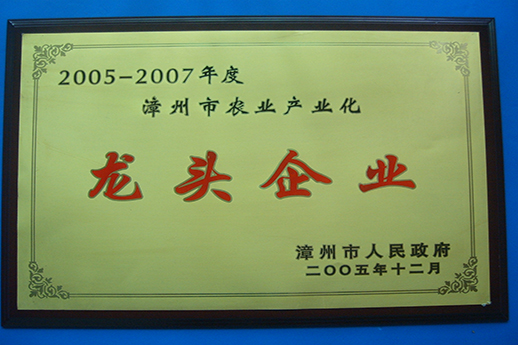 2005-2007年度
漳州市农业产业化
龙头企业
漳州市人民政府
二〇〇五年十二月